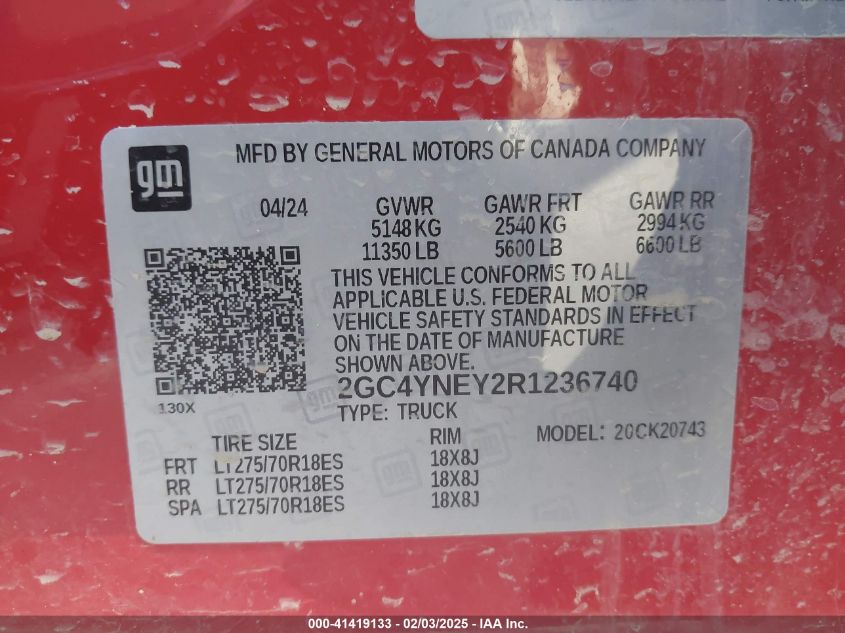 gm
MFD BY GENERAL MOTORS OF CANADA COMPANY
04/24 GVWR GAWR FRT GAWR RR
5148 KG 2540 KG 2994 KG
11350 LB 5600 LB 6600 LB
THIS VEHICLE CONFORMS TO ALL
APPLICABLE U.S. FEDERAL MOTOR
VEHICLE SAFETY STANDARDS IN EFFECT
ON THE DATE OF MANUFACTURE
SHOWN ABOVE.
2GC4YNEY2R1236740
130X
TYPE: TRUCK
TIRE SIZE RIM MODEL: 20CK20743
FRT LT275/70R18ES 18X8J
RR LT275/70R18ES 18X8J
SPA LT275/70R18ES 18X8J
000-41419133 - 02/03/2025 - IAA Inc.